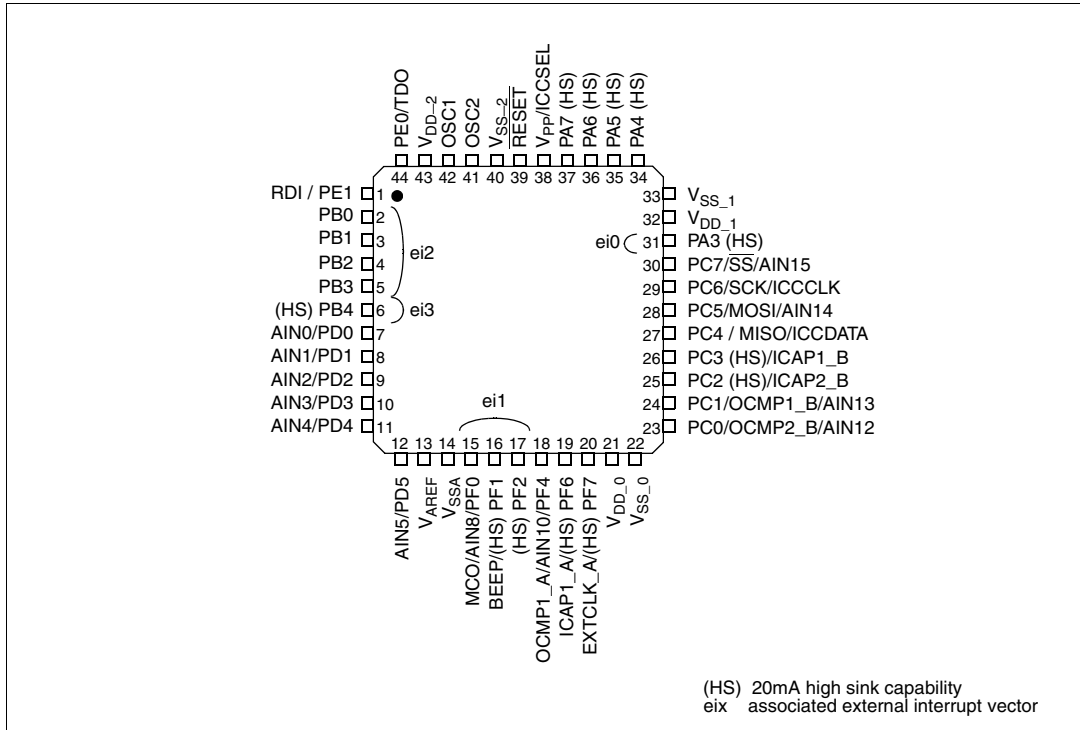 PE0/TDO
VDD–2
OSC1
OSC2
VSS–2
RESET
VPP/ICCSEL
PA7 (HS)
PA6 (HS)
PA5 (HS)
PA4 (HS)
44 43 42 41 40 39 38 37 36 35 34
RDI / PE1 1
PB0 2
PB1 3
PB2 4
PB3 5
(HS) PB4 6
AIN0/PD0 7
AIN1/PD1 8
AIN2/PD2 9
AIN3/PD3 10
AIN4/PD4 11
ei2
ei3
ei0
ei1
33 VSS_1
32 VDD_1
31 PA3 (HS)
30 PC7/SS/AIN15
29 PC6/SCK/ICCCLK
28 PC5/MOSI/AIN14
27 PC4 / MISO/ICCDATA
26 PC3 (HS)/ICAP1_B
25 PC2 (HS)/ICAP2_B
24 PC1/OCMP1_B/AIN13
23 PC0/OCMP2_B/AIN12
12 13 14 15 16 17 18 19 20 21 22
AIN5/PD5
VAREF
VSSA
MCO/AIN8/PF0
BEEP/(HS) PF1
(HS) PF2
OCMP1_A/AIN10/PF4
ICAP1_A/(HS) PF6
EXTCLK_A/(HS) PF7
VDD_0
VSS_0
(HS) 20mA high sink capability
eix associated external interrupt vector